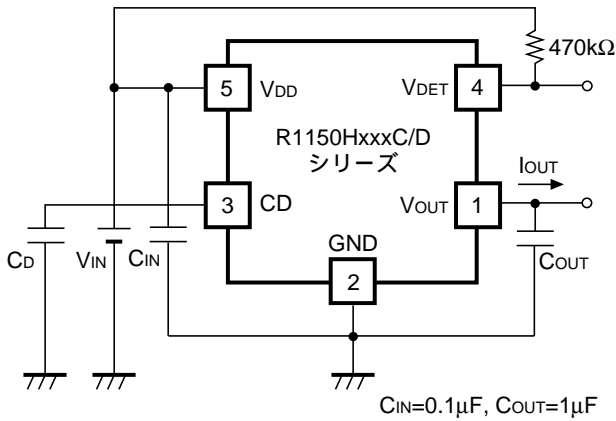 470kΩ
5 VDD
VDET 4
R1150HxxxC/D
シリーズ
IOUT
3 CD
VOUT 1
GND
2
CD
VIN
CIN
COUT
CIN=0.1μF, COUT=1μF